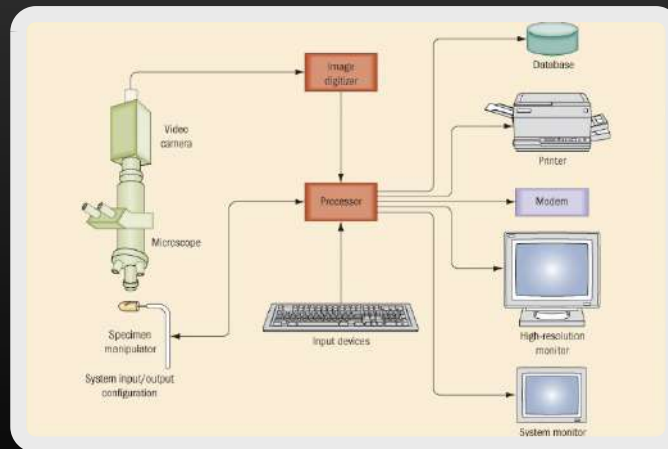 Image
digitizer
Database
Video
camera
Printer
Processor
Modem
Microscope
Specimen
manipulator
Input devices
High-resolution
monitor
System input/output
configuration
System monitor